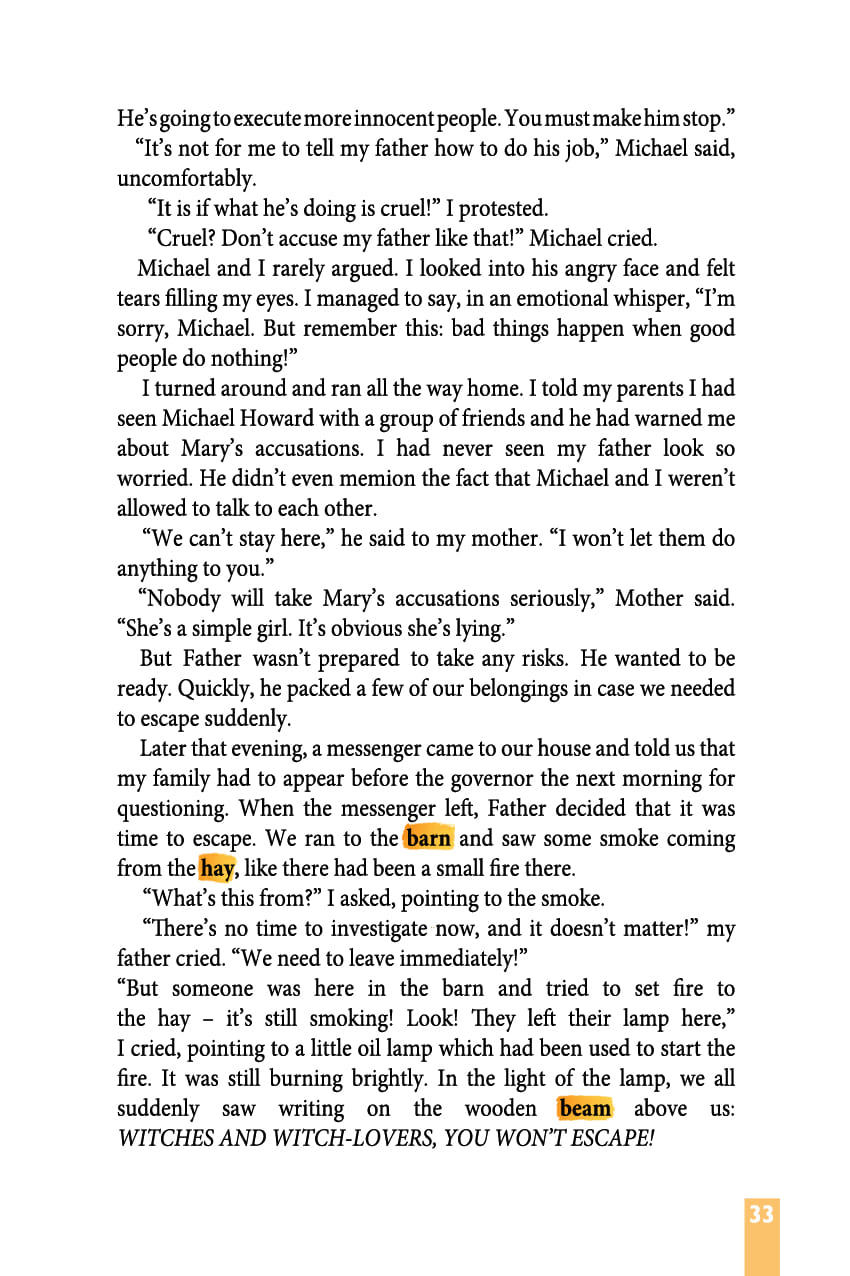 He's going to execute more innocent people. You must make him stop.”
“It's not for me to tell my father how to do his job,” Michael said,
uncomfortably.
“It is if what he's doing is cruel!” I protested.
“Cruel? Don't accuse my father like that!” Michael cried.
Michael and I rarely argued. I looked into his angry face and felt
tears filling my eyes. I managed to say, in an emotional whisper, “I'm
sorry, Michael. But remember this: bad things happen when good
people do nothing!”
I turned around and ran all the way home. I told my parents I had
seen Michael Howard with a group of friends and he had warned me
about Mary's accusations. I had never seen my father look so
worried. He didn't even memion the fact that Michael and I weren't
allowed to talk to each other.
“We can't stay here,” he said to my mother. “I won't let them do
anything to you.”
“Nobody will take Mary's accusations seriously,” Mother said.
“She's a simple girl. It's obvious she's lying.”
But Father wasn't prepared to take any risks. He wanted to be
ready. Quickly, he packed a few of our belongings in case we needed
to escape suddenly.
Later that evening, a messenger came to our house and told us that
my family had to appear before the governor the next morning for
questioning. When the messenger left, Father decided that it was
time to escape. We ran to the barn and saw some smoke coming
from the hay, like there had been a small fire there.
“What's this from?” I asked, pointing to the smoke.
“There's no time to investigate now, and it doesn't matter!” my
father cried. “We need to leave immediately!”
“But someone was here in the barn and tried to set fire to
the hay – it's still smoking! Look! They left their lamp here,”
I cried, pointing to a little oil lamp which had been used to start the
fire. It was still burning brightly. In the light of the lamp, we all
suddenly saw writing on the wooden beam above us:
WITCHES AND WITCH-LOVERS, YOU WON'T ESCAPE!
33